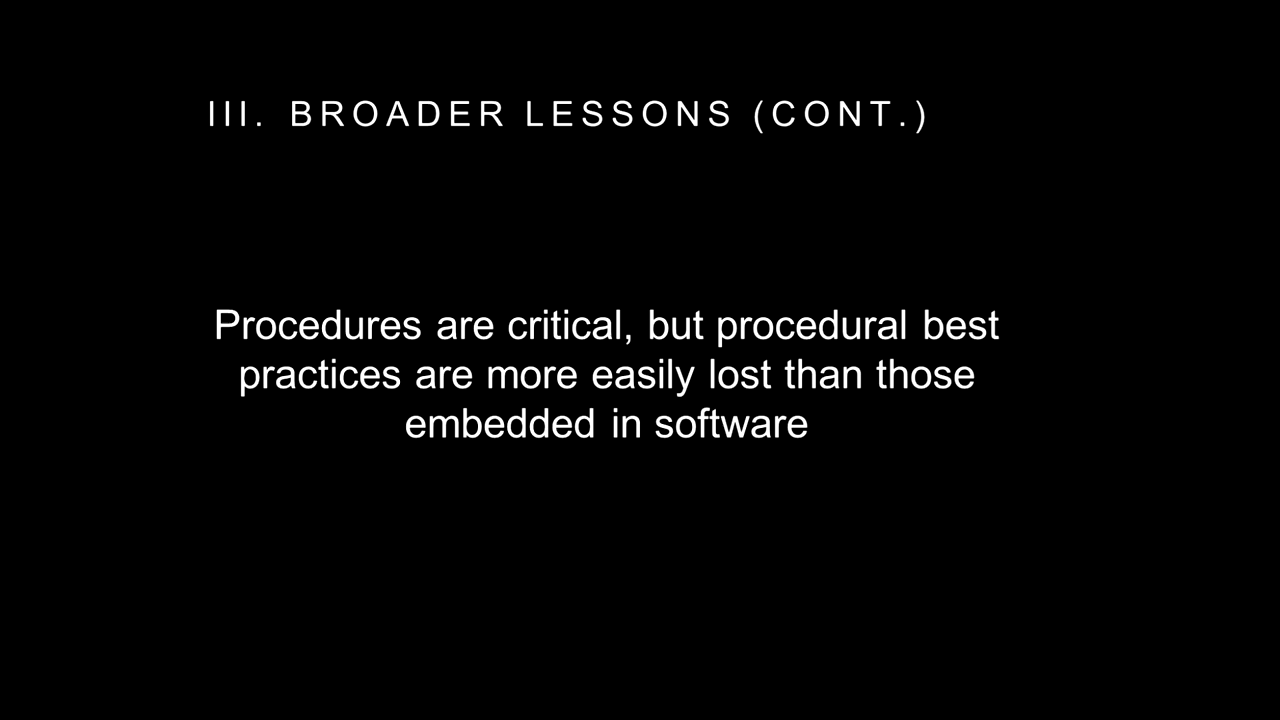 III. BROADER LESSONS (CONT.)
Procedures are critical, but procedural best
practices are more easily lost than those
embedded in software